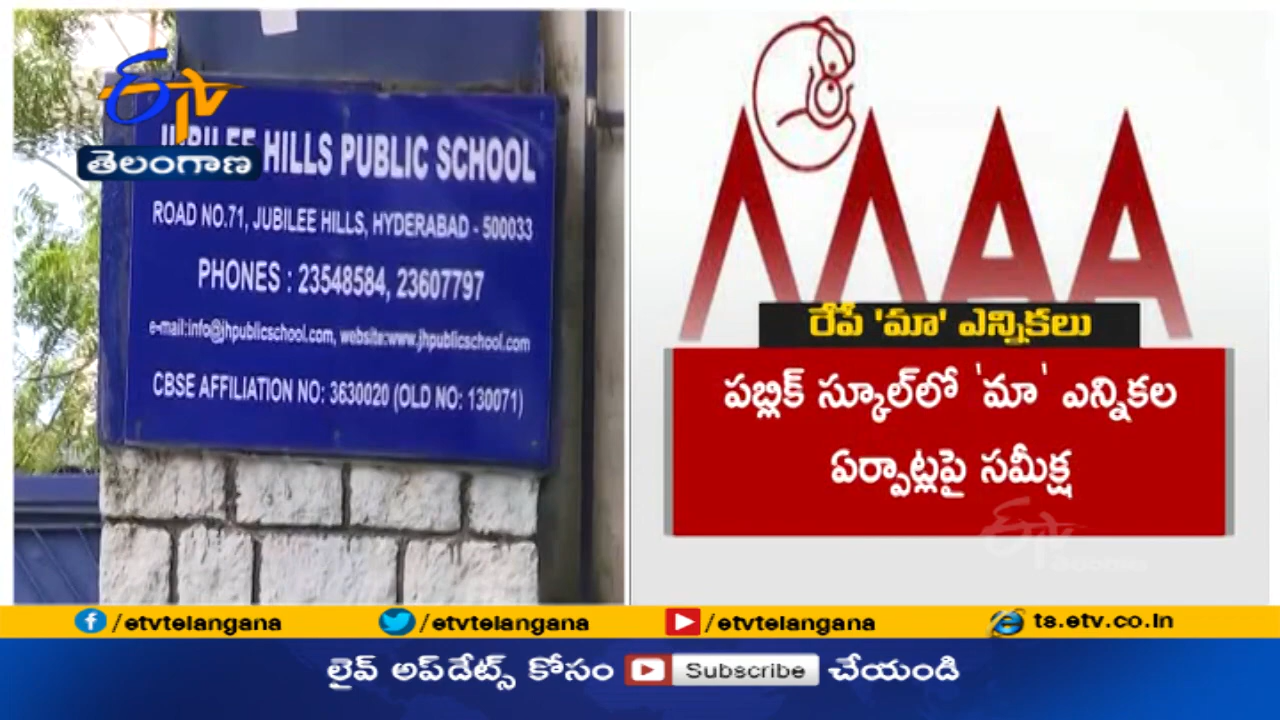 ETV
తెలంగాణ
JUBILEE HILLS PUBLIC SCHOOL
ROAD NO.71, JUBILEE HILLS, HYDERABAD - 500033
PHONES : 23548584, 23607797
e-mail:info@jhpublicschool.com, website:www.jhpublicschool.com
CBSE AFFILIATION NO: 3630020 (OLD NO: 130071)
MAA
రేపే 'మా' ఎన్నికలు
పబ్లిక్ స్కూల్‌లో 'మా' ఎన్నికల
ఏర్పాట్లపై సమీక్ష
ETV
తెలంగాణ
/etvtelangana /etvtelangana /etvtelangana ts.etv.co.in
లైవ్ అప్‌డేట్స్ కోసం Subscribe చేయండి